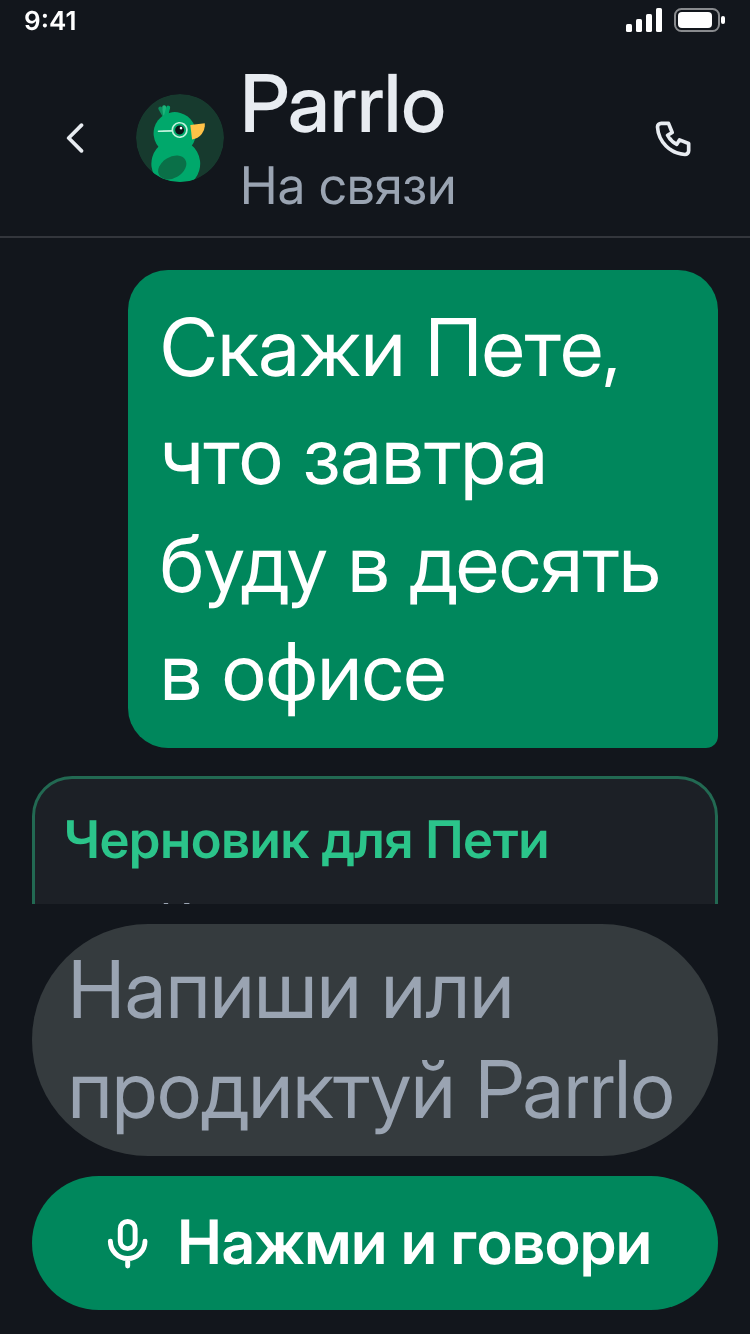 9:41
Parrlo
На связи
Скажи Пете,
что завтра
буду в десять
в офисе
Черновик для Пети
Напиши или
продиктуй Parrlo
Нажми и говори